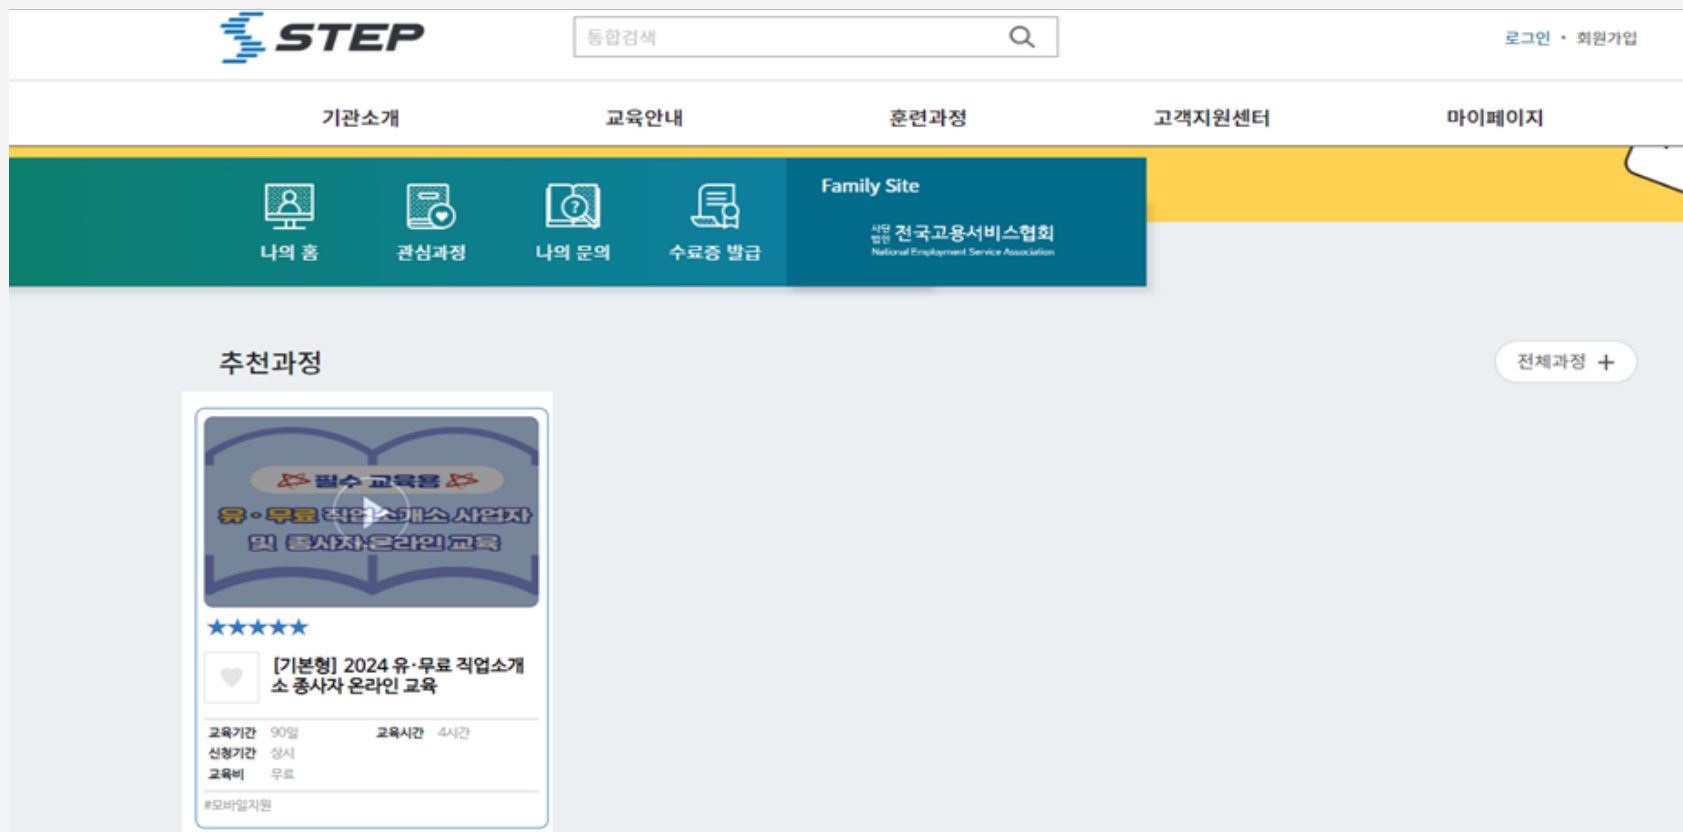 STEP
통합검색
로그인 · 회원가입
기관소개 교육안내 훈련과정 고객지원센터 마이페이지
나의 홈 관심과정 나의 문의 수료증 발급
Family Site
사단법인 전국고용서비스협회
National Employment Service Association
추천과정
전체과정 +
필수 교육용
유·무료 직업소개소 사업자
및 종사자 온라인 교육
★★★★★
[기본형] 2024 유·무료 직업소개
소 종사자 온라인 교육
교육기간 90일 교육시간 4시간
신청기간 상시
교육비 무료
#모바일지원